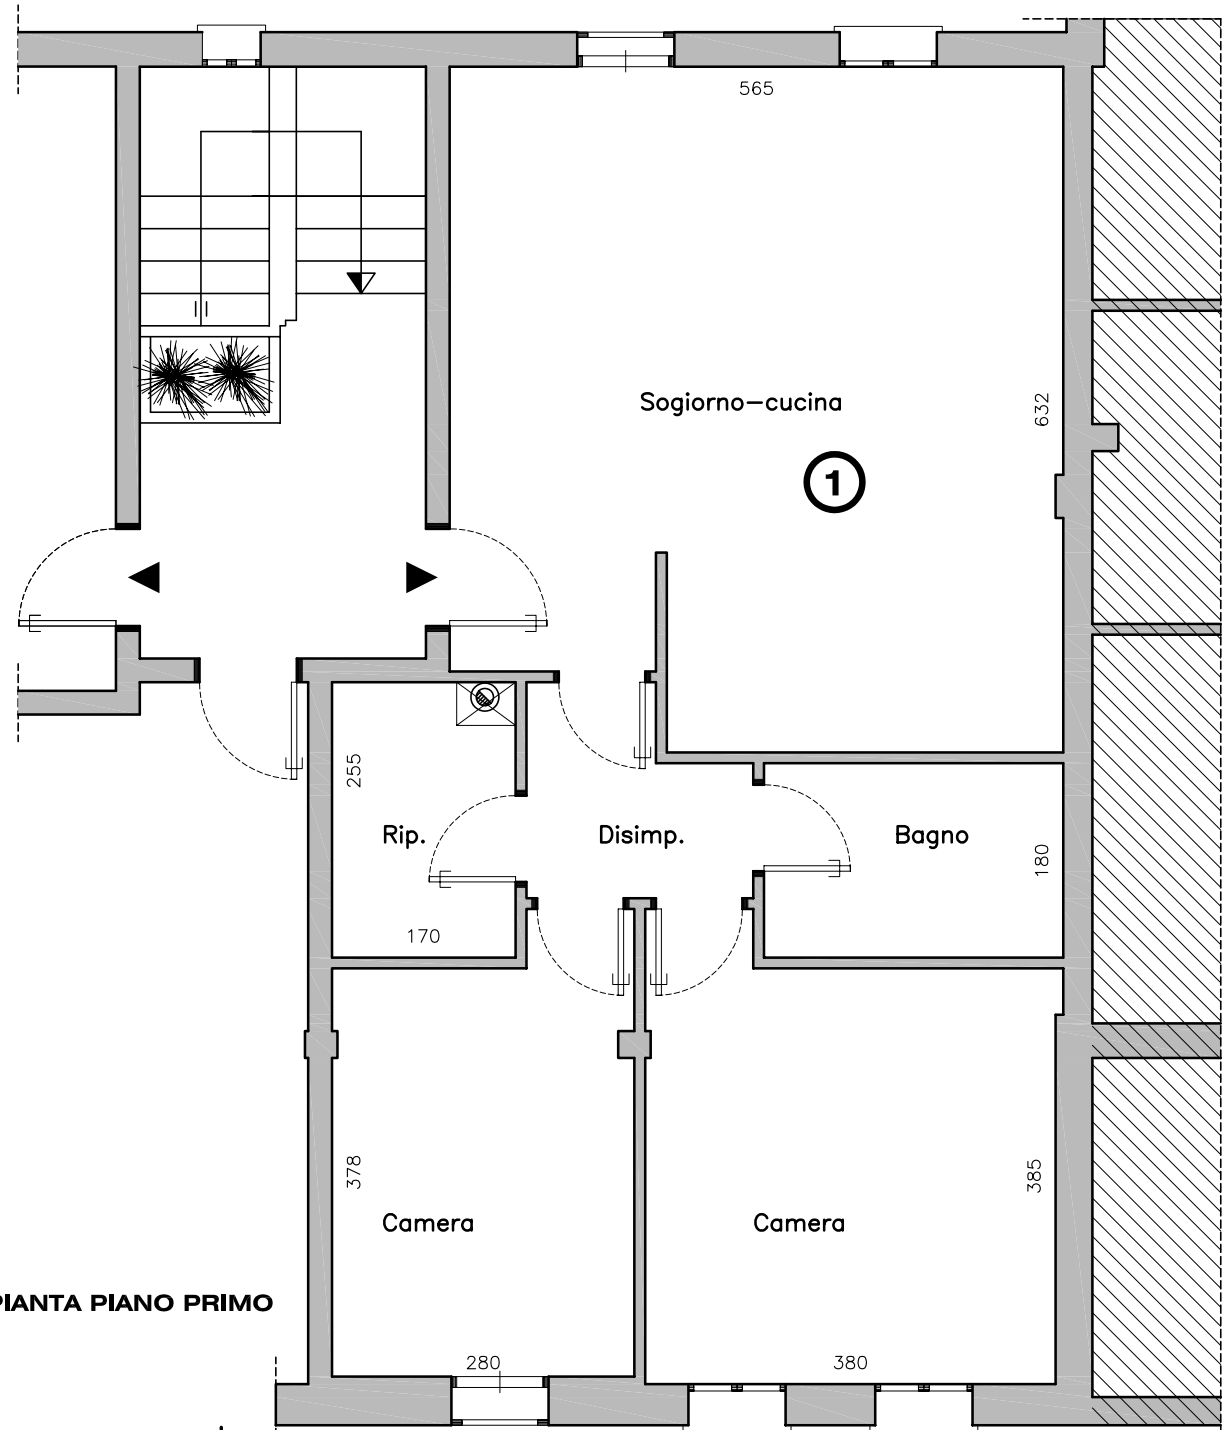 565
Sogiorno-cucina
632
1
255
Rip.
Disimp.
Bagno
180
170
378
385
Camera
Camera
PIANTA PIANO PRIMO
280
380